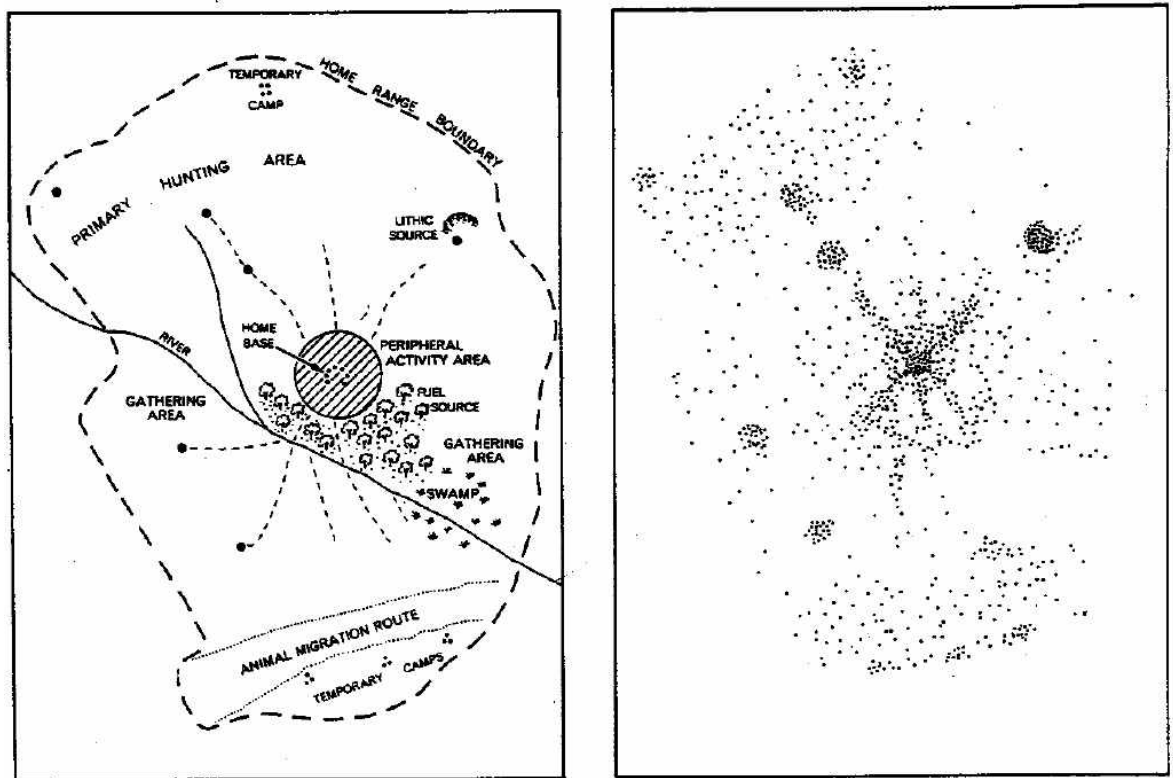 TEMPORARY
CAMP
HOME RANGE BOUNDARY
PRIMARY HUNTING AREA
LITHIC
SOURCE
HOME
BASE
RIVER
PERIPHERAL
ACTIVITY AREA
GATHERING
AREA
FUEL
SOURCE
GATHERING
AREA
SWAMP
ANIMAL MIGRATION ROUTE
TEMPORARY CAMPS